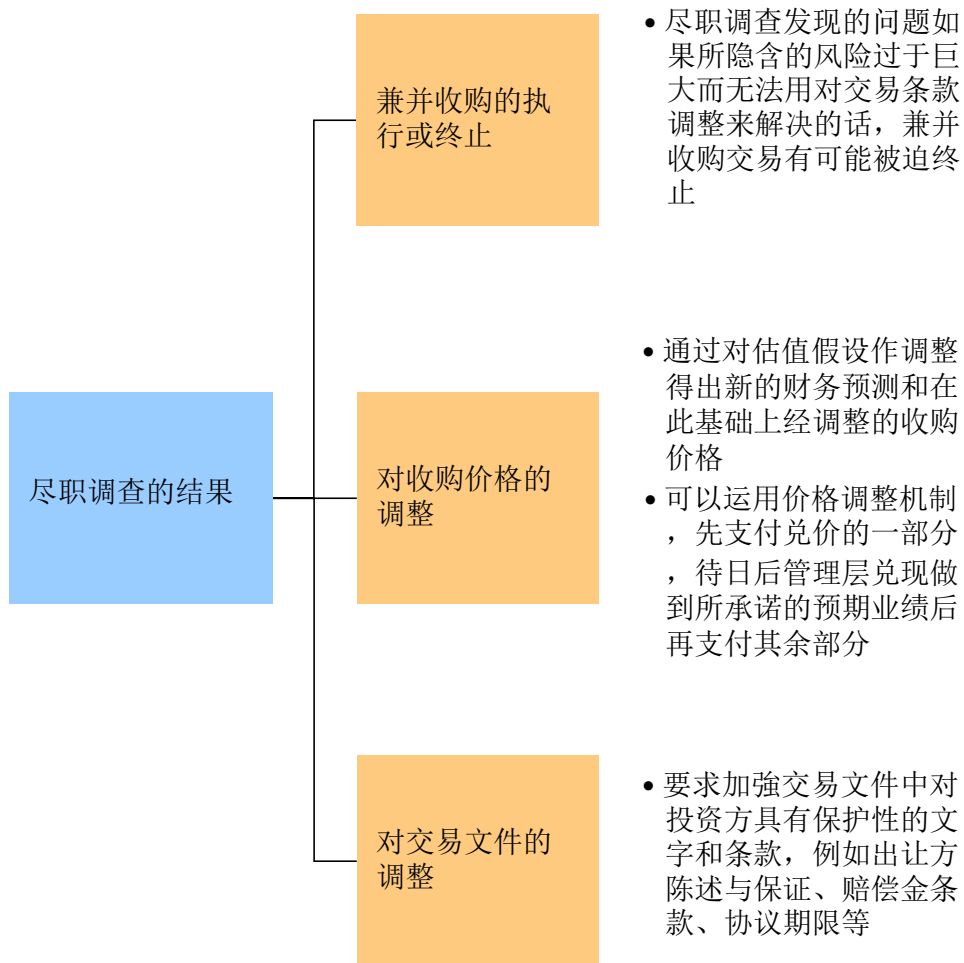 尽职调查的结果
兼并收购的执
行或终止
• 尽职调查发现的问题如
果所隐含的风险过于巨
大而无法用对交易条款
调整来解决的话，兼并
收购交易有可能被迫终
止
对收购价格的
调整
• 通过对估值假设作调整
得出新的财务预测和在
此基础上经调整的收购
价格
• 可以运用价格调整机制
，先支付兑价的一部分
，待日后管理层兑现做
到所承诺的预期业绩后
再支付其余部分
对交易文件的
调整
• 要求加強交易文件中对
投资方具有保护性的文
字和条款，例如出让方
陈述与保证、赔偿金条
款、协议期限等